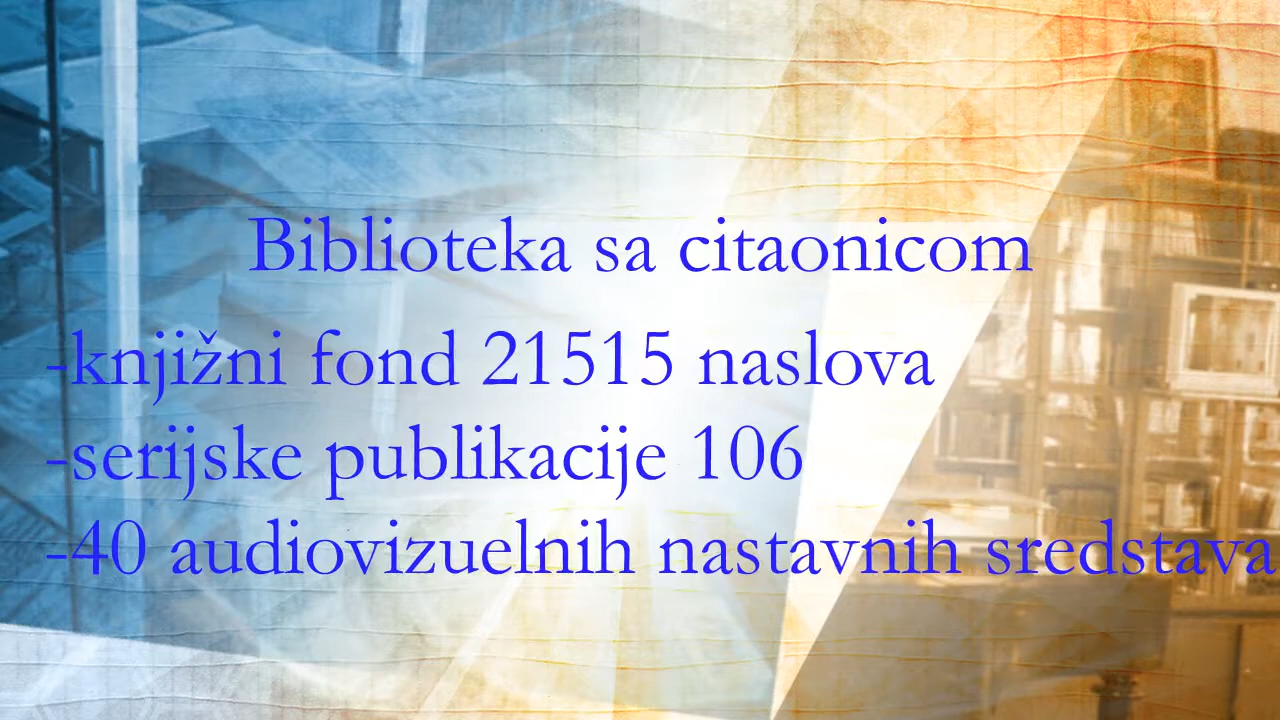 Biblioteka sa citaonicom
-knjižni fond 21515 naslova
-serijske publikacije 106
-40 audiovizuelnih nastavnih sredstava